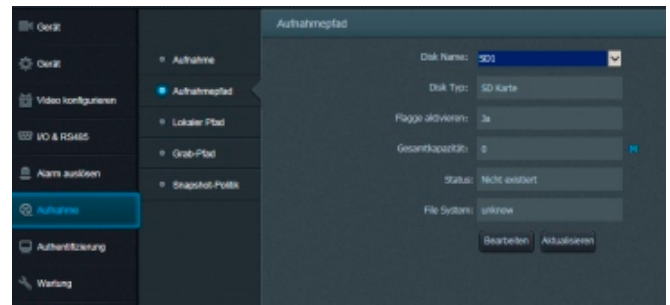 Gerät
Gerät
Video konfigurieren
I/O & RS485
Alarm auslösen
Aufnahme
Authentifizierung
Wartung
Aufnahme
Aufnahmepfad
Lokaler Pfad
Grab-Pfad
Snapshot-Politik
Aufnahmepfad
Disk Name: SD1
Disk Typ: SD Karte
Flagge aktivieren: Ja
Gesamtkapazität: 0 M
Status: Nicht existiert
File System: unknow
Bearbeiten Aktualisieren